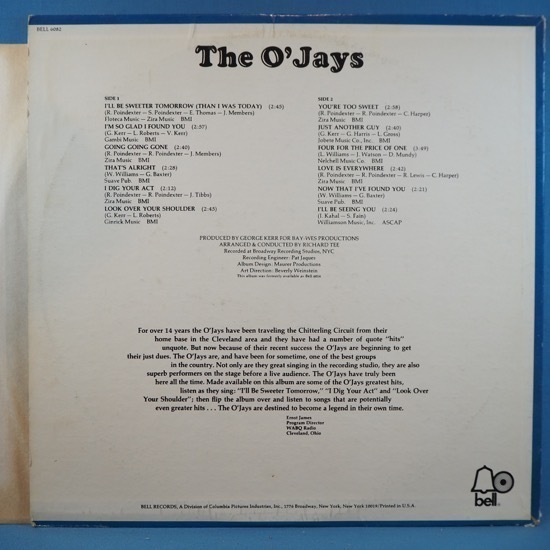 BELL 6082
The O'Jays
SIDE 1
I'LL BE SWEETER TOMORROW (THAN I WAS TODAY) (2:45)
(R. Poindexter — S. Poindexter — E. Thomas — J. Members)
Floteca Music — Zira Music BMI
I'M SO GLAD I FOUND YOU (2:37)
(G. Kerr — L. Roberts — V. Kerr)
Gambi Music BMI
GOING GOING GONE (2:40)
(R. Poindexter — R. Poindexter — J. Members)
Zira Music BMI
THAT'S ALRIGHT (2:28)
(W. Williams — G. Baxter)
Suave Pub. BMI
I DIG YOUR ACT (2:12)
(R. Poindexter — R. Poindexter — J. Tibbs)
Zira Music BMI
LOOK OVER YOUR SHOULDER (2:45)
(G. Kerr — L. Roberts)
Ginrick Music BMI
SIDE 2
YOU'RE TOO SWEET (2:38)
(R. Poindexter — R. Poindexter — C. Harper)
Zira Music BMI
JUST ANOTHER GUY (2:40)
(G. Kerr — G. Harris — L. Gross)
Jobete Music Co., Inc. BMI
FOUR FOR THE PRICE OF ONE (3:49)
(L. Williams — J. Watson — D. Mundy)
Nelchell Music Co. BMI
LOVE IS EVERYWHERE (2:42)
(R. Poindexter — R. Poindexter — R. Lewis — C. Harper)
Zira Music BMI
NOW THAT I'VE FOUND YOU (2:21)
(W. Williams — G. Baxter)
Suave Pub. BMI
I'LL BE SEEING YOU (2:24)
(I. Kahal — S. Fain)
Williamson Music, Inc. ASCAP
PRODUCED BY GEORGE KERR FOR BAY-WES PRODUCTIONS
ARRANGED & CONDUCTED BY RICHARD TEE
Recorded at Broadway Recording Studios, NYC
Recording Engineer: Pat Jaques
Album Design: Maurer Productions
Art Direction: Beverly Weinstein
This album was formerly available as Bell 6014
For over 14 years the O'Jays have been traveling the Chitterling Circuit from their
home base in the Cleveland area and they have had a number of quote "hits"
unquote. But now because of their recent success the O'Jays are beginning to get
their just dues. The O'Jays are, and have been for sometime, one of the best groups
in the country. Not only are they great singing in the recording studio, they are also
superb performers on the stage before a live audience. The O'Jays have truly been
here all the time. Made available on this album are some of the O'Jays greatest hits,
listen as they sing: "I'll Be Sweeter Tomorrow," "I Dig Your Act" and "Look Over
Your Shoulder"; then flip the album over and listen to songs that are potentially
even greater hits . . . The O'Jays are destined to become a legend in their own time.
Ernst James
Program Director
WABQ Radio
Cleveland, Ohio
bell
BELL RECORDS, A Division of Columbia Pictures Industries, Inc., 1776 Broadway, New York, New York 10019/Printed in U.S.A.